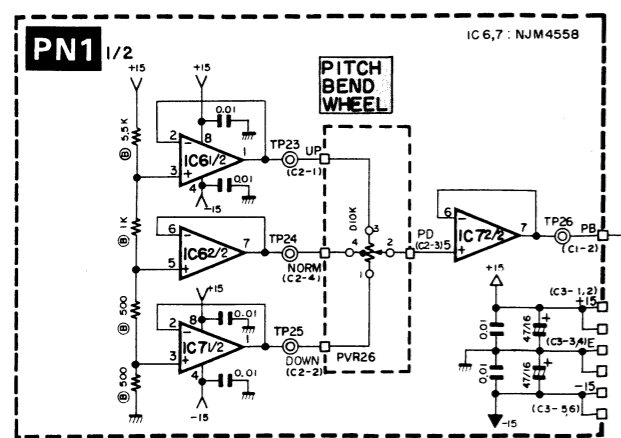 PN1 1/2
IC 6,7 : NJM4558
+15
+15
PITCH
BEND
WHEEL
0.01
Ⓑ 5.5K
2
8
1
IC6 1/2
3
4
0.01
-15
TP23
UP
(C2-1)
Ⓑ 1K
6
7
IC6 2/2
5
TP24
NORM
(C2-4)
D10K
3
4
2
1
PD
(C2-3)
6
7
IC7 2/2
5
TP26
PB
(C1-2)
Ⓑ 500
+15
0.01
2
8
1
IC7 1/2
3
4
0.01
-15
TP25
DOWN
(C2-2)
PVR26
Ⓑ 500
+15
(C3-1,2)
+15
0.01
47/16
+
(C3-3,4)
E
0.01
47/16
+
-15
(C3-5,6)
-15